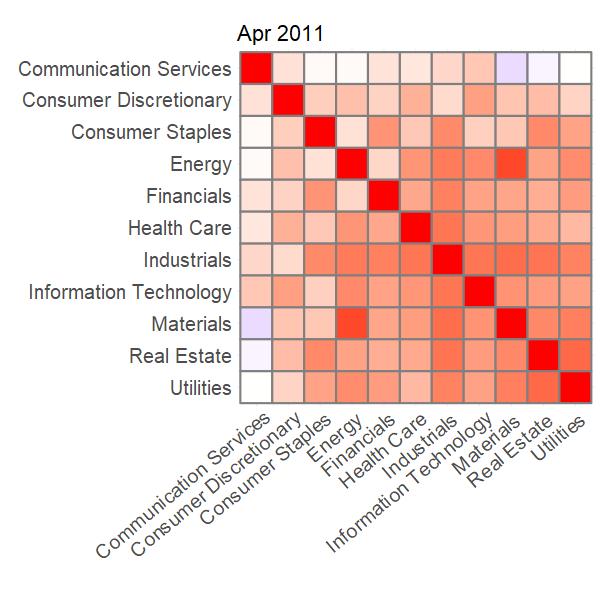 Apr 2011
Communication Services
Consumer Discretionary
Consumer Staples
Energy
Financials
Health Care
Industrials
Information Technology
Materials
Real Estate
Utilities
Communication Services
Consumer Discretionary
Consumer Staples
Energy
Financials
Health Care
Industrials
Information Technology
Materials
Real Estate
Utilities